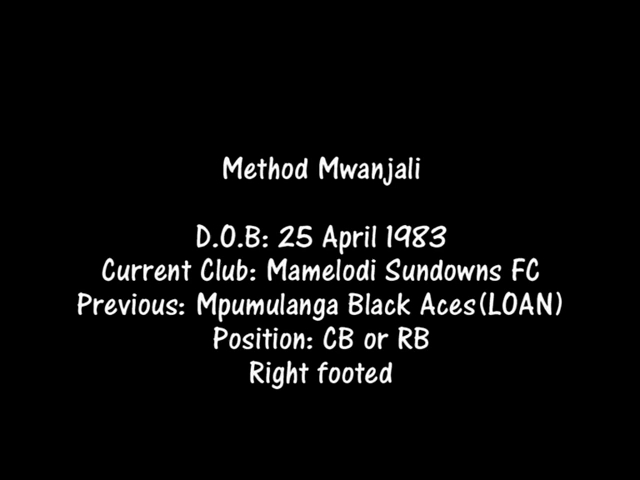 Method Mwanjali
D.O.B: 25 April 1983
Current Club: Mamelodi Sundowns FC
Previous: Mpumulanga Black Aces(LOAN)
Position: CB or RB
Right footed